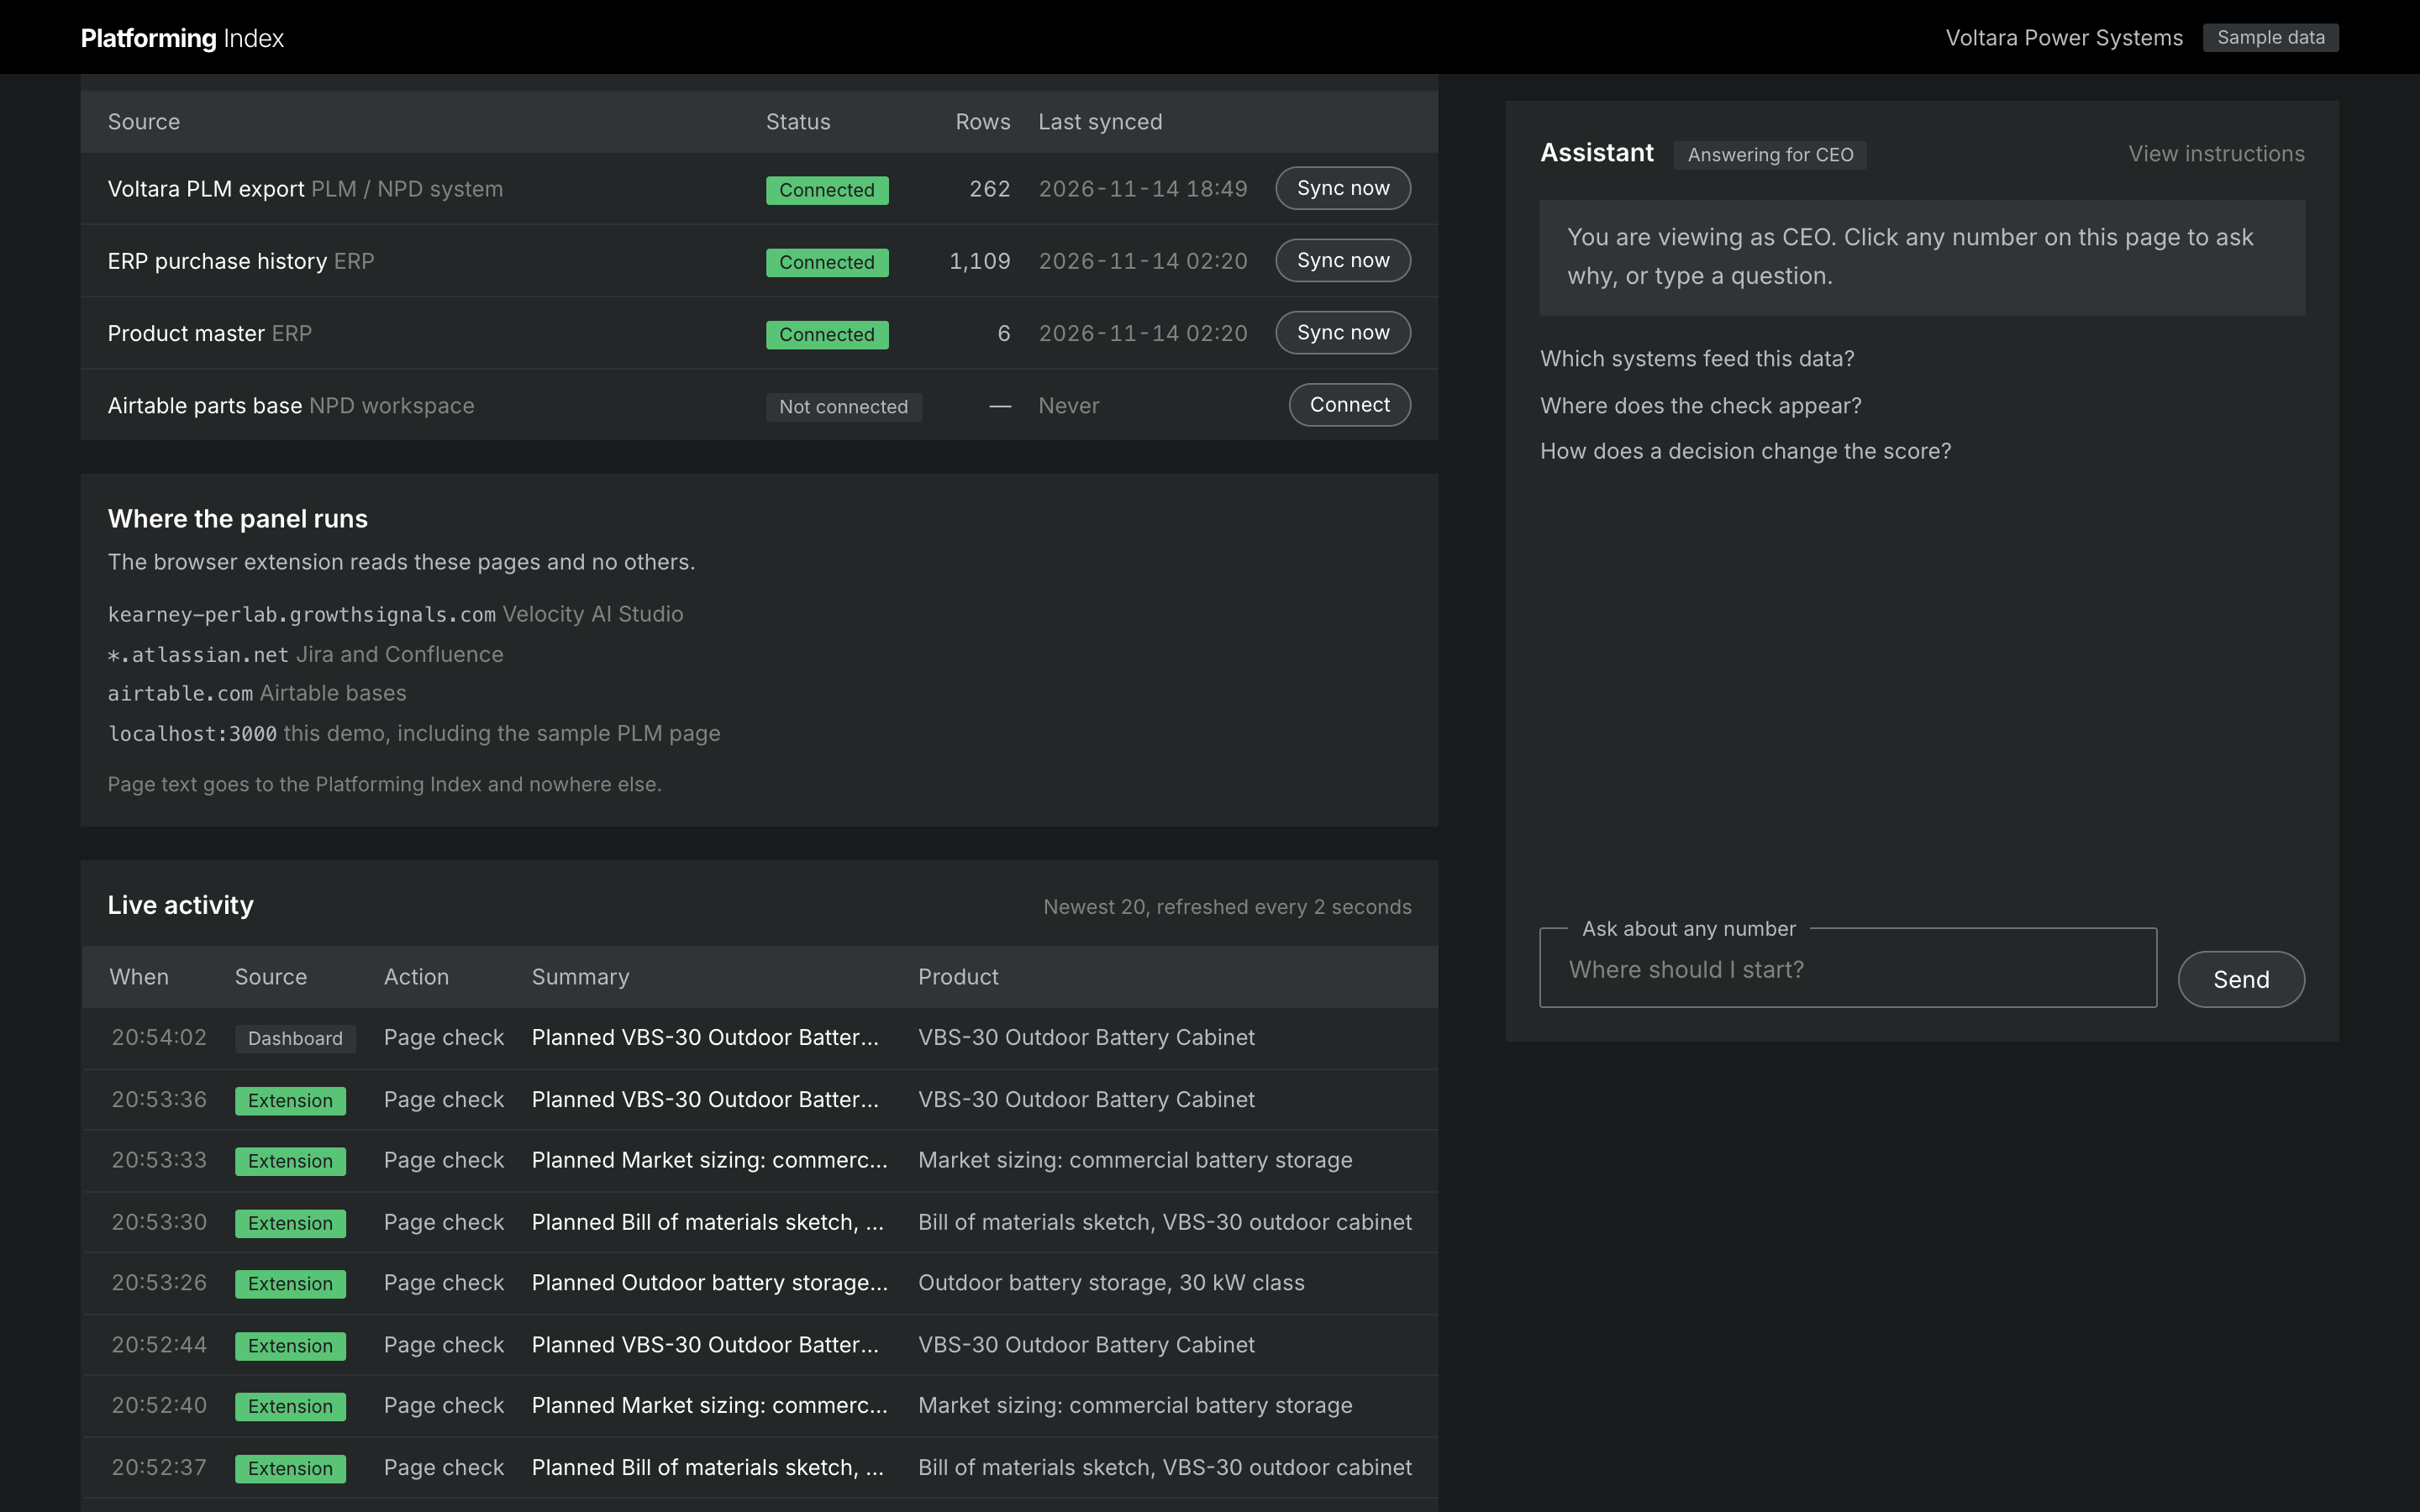 Platforming Index
Voltara Power Systems Sample data
Source Status Rows Last synced
Voltara PLM export PLM / NPD system Connected 262 2026-11-14 18:49 Sync now
ERP purchase history ERP Connected 1,109 2026-11-14 02:20 Sync now
Product master ERP Connected 6 2026-11-14 02:20 Sync now
Airtable parts base NPD workspace Not connected — Never Connect
Where the panel runs
The browser extension reads these pages and no others.
kearney-perlab.growthsignals.com Velocity AI Studio
*.atlassian.net Jira and Confluence
airtable.com Airtable bases
localhost:3000 this demo, including the sample PLM page
Page text goes to the Platforming Index and nowhere else.
Live activity Newest 20, refreshed every 2 seconds
When Source Action Summary Product
20:54:02 Dashboard Page check Planned VBS-30 Outdoor Batter... VBS-30 Outdoor Battery Cabinet
20:53:36 Extension Page check Planned VBS-30 Outdoor Batter... VBS-30 Outdoor Battery Cabinet
20:53:33 Extension Page check Planned Market sizing: commerc... Market sizing: commercial battery storage
20:53:30 Extension Page check Planned Bill of materials sketch, ... Bill of materials sketch, VBS-30 outdoor cabinet
20:53:26 Extension Page check Planned Outdoor battery storage... Outdoor battery storage, 30 kW class
20:52:44 Extension Page check Planned VBS-30 Outdoor Batter... VBS-30 Outdoor Battery Cabinet
20:52:40 Extension Page check Planned Market sizing: commerc... Market sizing: commercial battery storage
20:52:37 Extension Page check Planned Bill of materials sketch, ... Bill of materials sketch, VBS-30 outdoor cabinet
Assistant Answering for CEO View instructions
You are viewing as CEO. Click any number on this page to ask
why, or type a question.
Which systems feed this data?
Where does the check appear?
How does a decision change the score?
Ask about any number
Where should I start?
Send